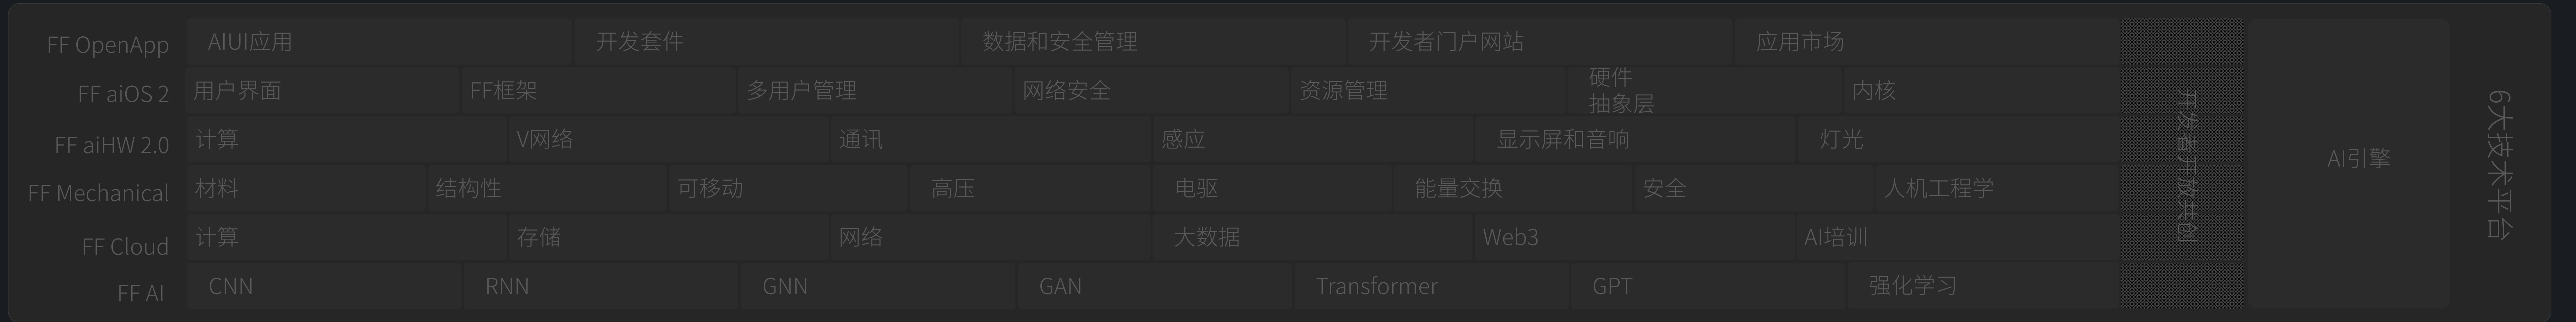 FF OpenApp
AIUI应用
开发套件
数据和安全管理
开发者门户网站
应用市场
FF aiOS 2
用户界面
FF框架
多用户管理
网络安全
资源管理
硬件
抽象层
内核
FF aiHW 2.0
计算
V网络
通讯
感应
显示屏和音响
灯光
FF Mechanical
材料
结构性
可移动
高压
电驱
能量交换
安全
人机工程学
FF Cloud
计算
存储
网络
大数据
Web3
AI培训
FF AI
CNN
RNN
GNN
GAN
Transformer
GPT
强化学习
开发者开放共创
AI引擎
6大技术平台